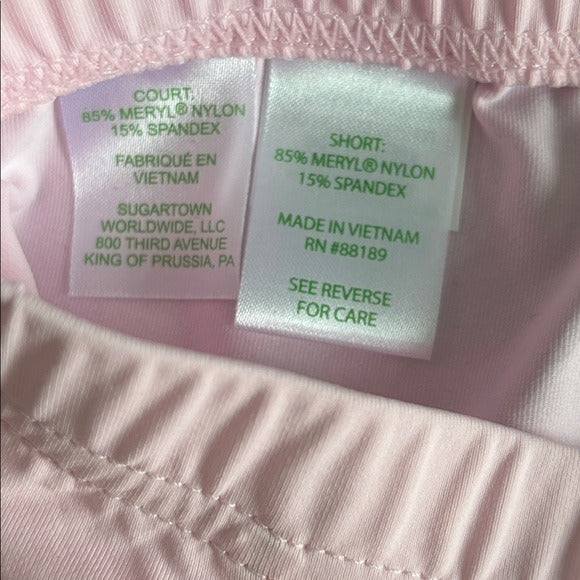 COURT:
85% MERYL® NYLON
15% SPANDEX
FABRIQUÉ EN
VIETNAM
SUGARTOWN
WORLDWIDE, LLC
800 THIRD AVENUE
KING OF PRUSSIA, PA
SHORT:
85% MERYL® NYLON
15% SPANDEX
MADE IN VIETNAM
RN #88189
SEE REVERSE
FOR CARE